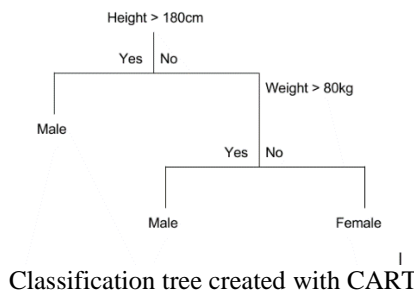 Height > 180cm
Yes No
Weight > 80kg
Male
Yes No
Male Female
Classification tree created with CART